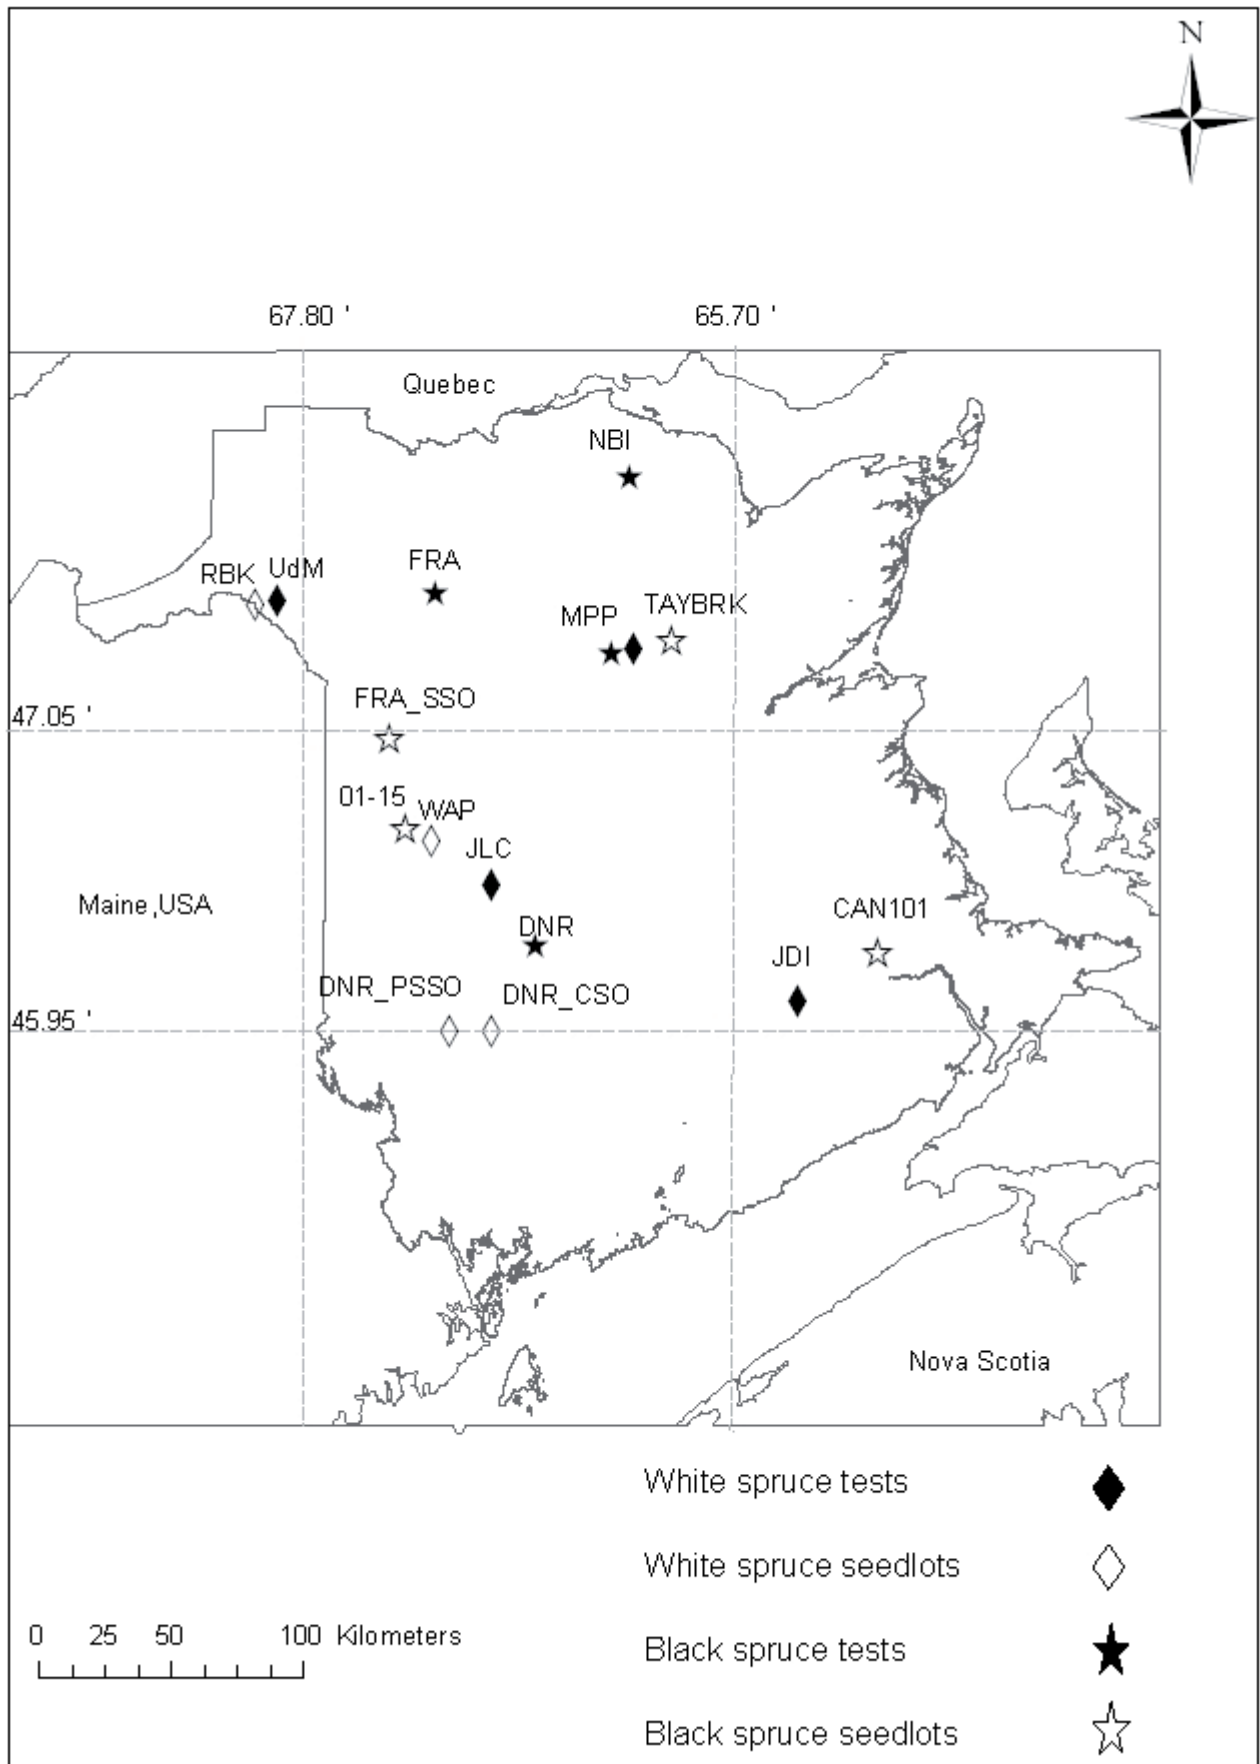 N
67.80 '
65.70 '
Quebec
NBI
FRA
RBK
UdM
MPP
TAYBRK
FRA_SSO
47.05 '
01-15
WAP
JLC
Maine,USA
CAN101
DNR
JDI
DNR_PSSO
DNR_CSO
45.95 '
Nova Scotia
White spruce tests
White spruce seedlots
0 25 50 100 Kilometers
Black spruce tests
Black spruce seedlots